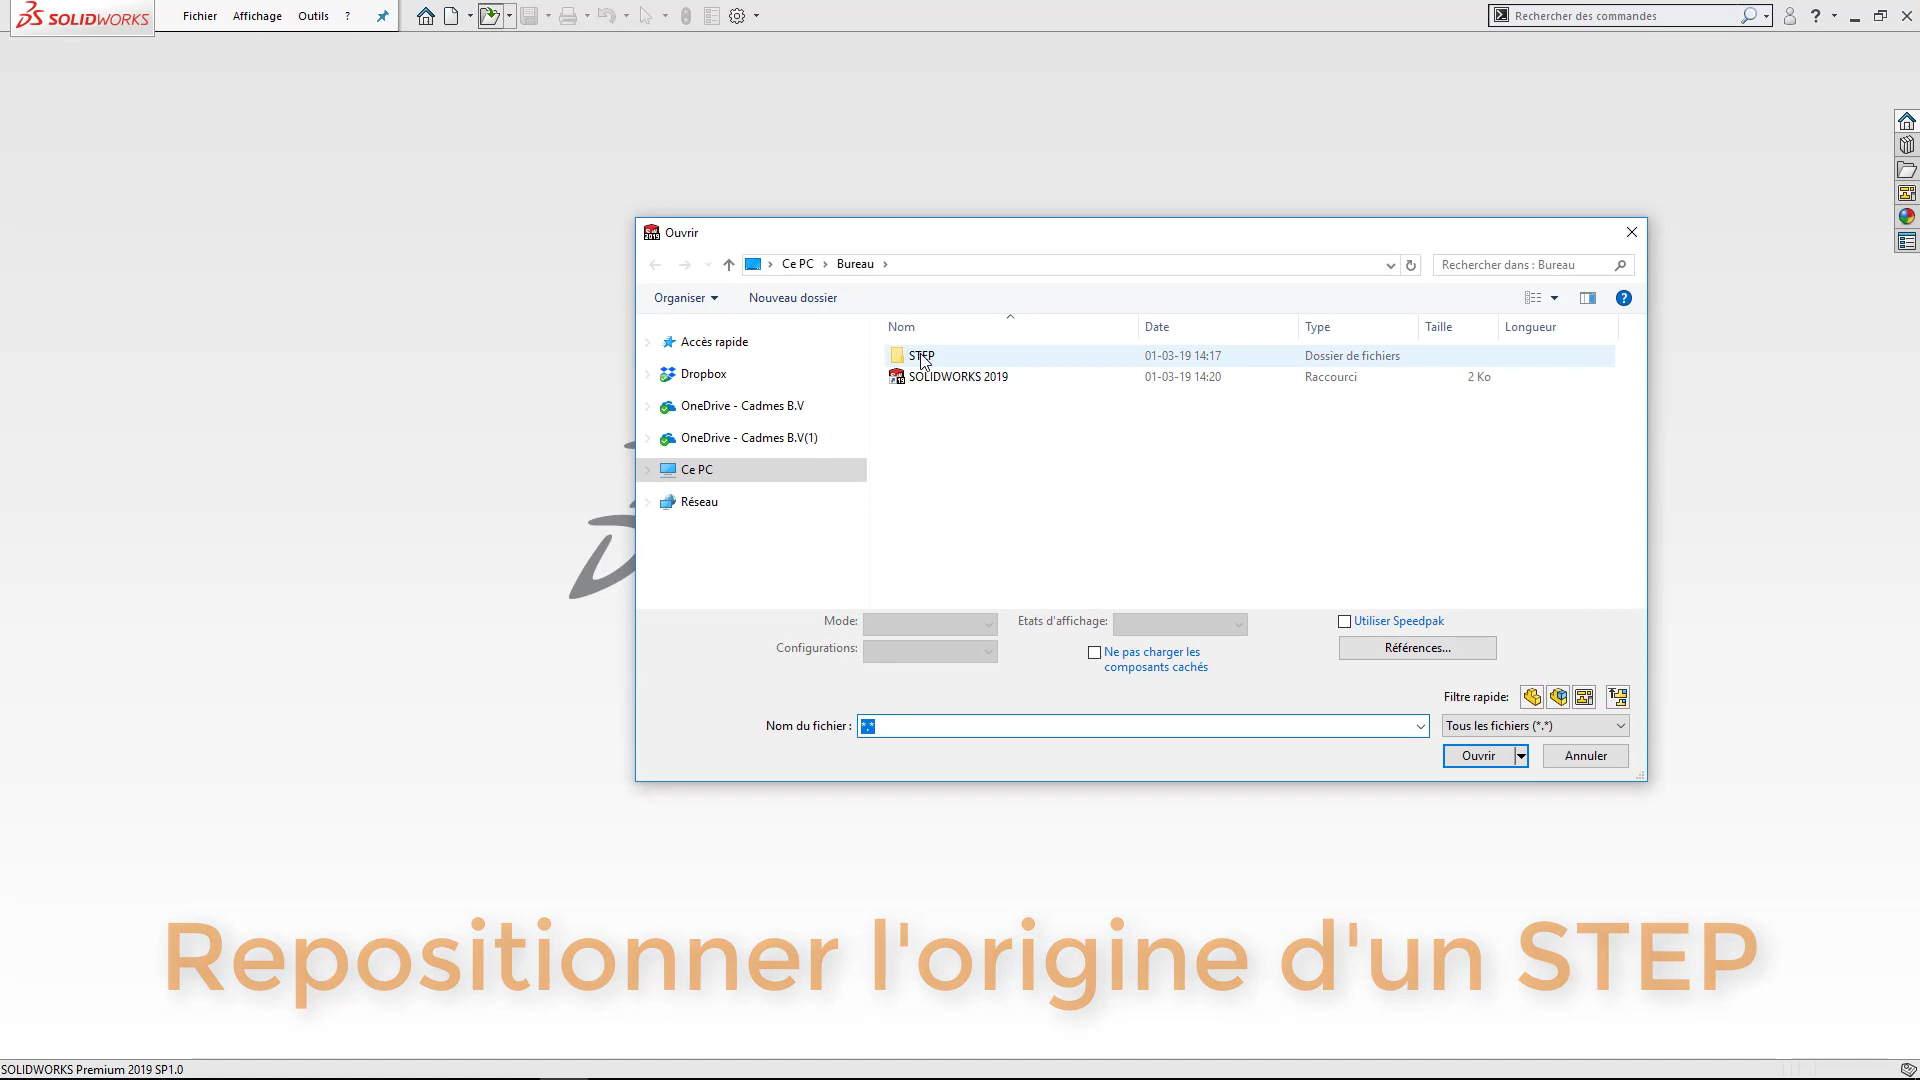 SOLIDWORKS
Fichier
Affichage
Outils
?
Rechercher des commandes
?
Ouvrir
Ce PC
Bureau
Rechercher dans : Bureau
Organiser
Nouveau dossier
?
Nom
Date
Type
Taille
Longueur
Accès rapide
Dropbox
OneDrive - Cadmes B.V
OneDrive - Cadmes B.V(1)
Ce PC
Réseau
STEP
01-03-19 14:17
Dossier de fichiers
SOLIDWORKS 2019
01-03-19 14:20
Raccourci
2 Ko
Mode:
Configurations:
Etats d'affichage:
Ne pas charger les
composants cachés
Utiliser Speedpak
Références...
Filtre rapide:
Nom du fichier :
*.*
Tous les fichiers (*.*)
Ouvrir
Annuler
Repositionner l'origine d'un STEP
SOLIDWORKS Premium 2019 SP1.0